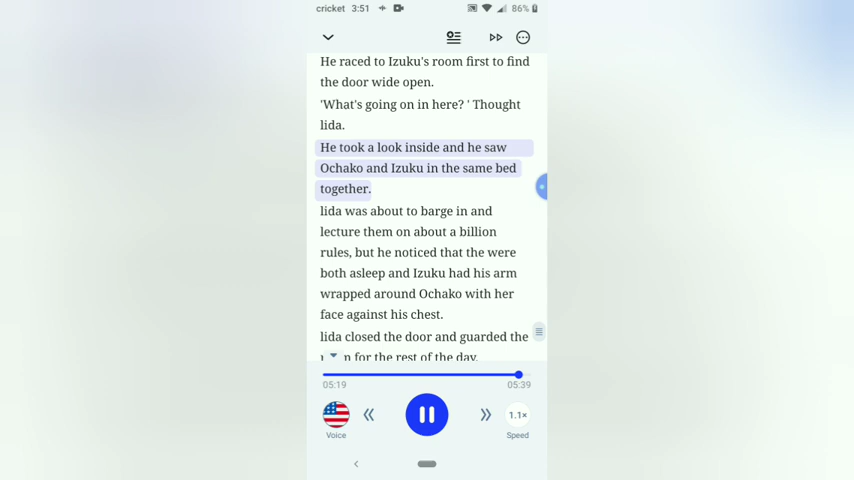 cricket 3:51
86%
He raced to Izuku's room first to find
the door wide open.
'What's going on in here? ' Thought
lida.
He took a look inside and he saw
Ochako and Izuku in the same bed
together.
lida was about to barge in and
lecture them on about a billion
rules, but he noticed that the were
both asleep and Izuku had his arm
wrapped around Ochako with her
face against his chest.
lida closed the door and guarded the
n for the rest of the day.
05:19
05:39
1.1×
Voice
Speed